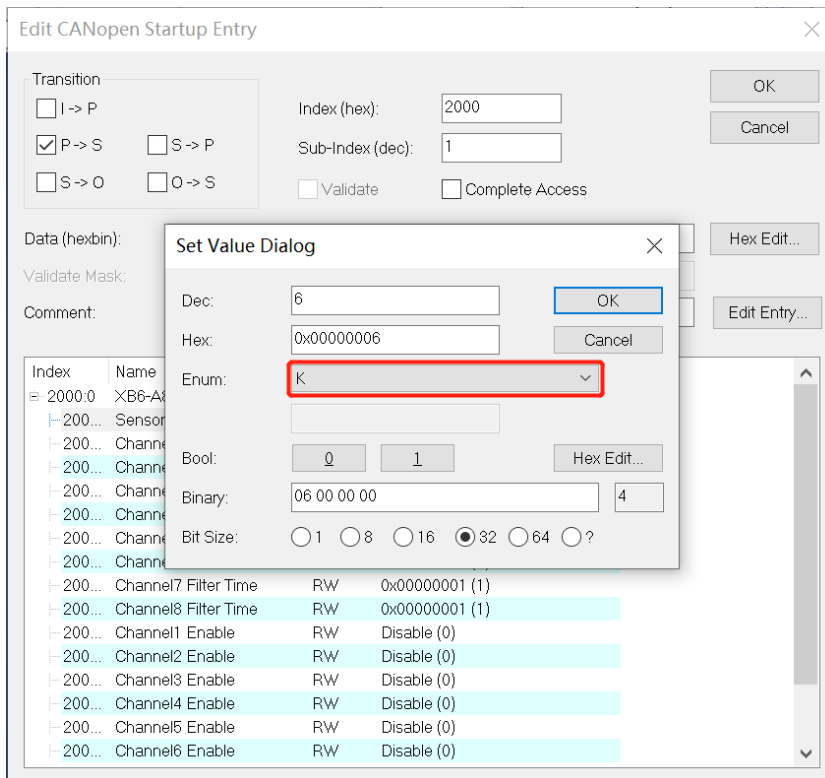 Edit CANopen Startup Entry
Transition
I -> P
P -> S
S -> P
S -> O
O -> S
Index (hex):
2000
Sub-Index (dec):
1
Validate
Complete Access
OK
Cancel
Data (hexbin):
Hex Edit...
Validate Mask:
Comment:
Edit Entry...
Set Value Dialog
Dec:
6
OK
Hex:
0x00000006
Cancel
Enum:
K
Bool:
0
1
Hex Edit...
Binary:
06 00 00 00
4
Bit Size:
1
8
16
32
64
?
Index Name
2000:0 XB6-A8
200... Sensor
200... Channe
200... Channe
200... Channe
200... Channe
200... Channe
200... Channe
200... Channel7 Filter Time RW 0x00000001 (1)
200... Channel8 Filter Time RW 0x00000001 (1)
200... Channel1 Enable RW Disable (0)
200... Channel2 Enable RW Disable (0)
200... Channel3 Enable RW Disable (0)
200... Channel4 Enable RW Disable (0)
200... Channel5 Enable RW Disable (0)
200... Channel6 Enable RW Disable (0)